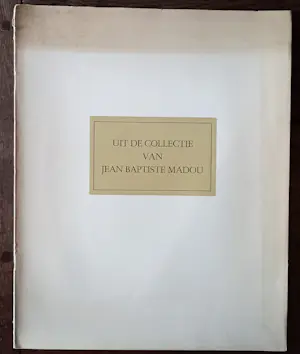 UIT DE COLLECTIE
VAN
JEAN BAPTISTE MADOU